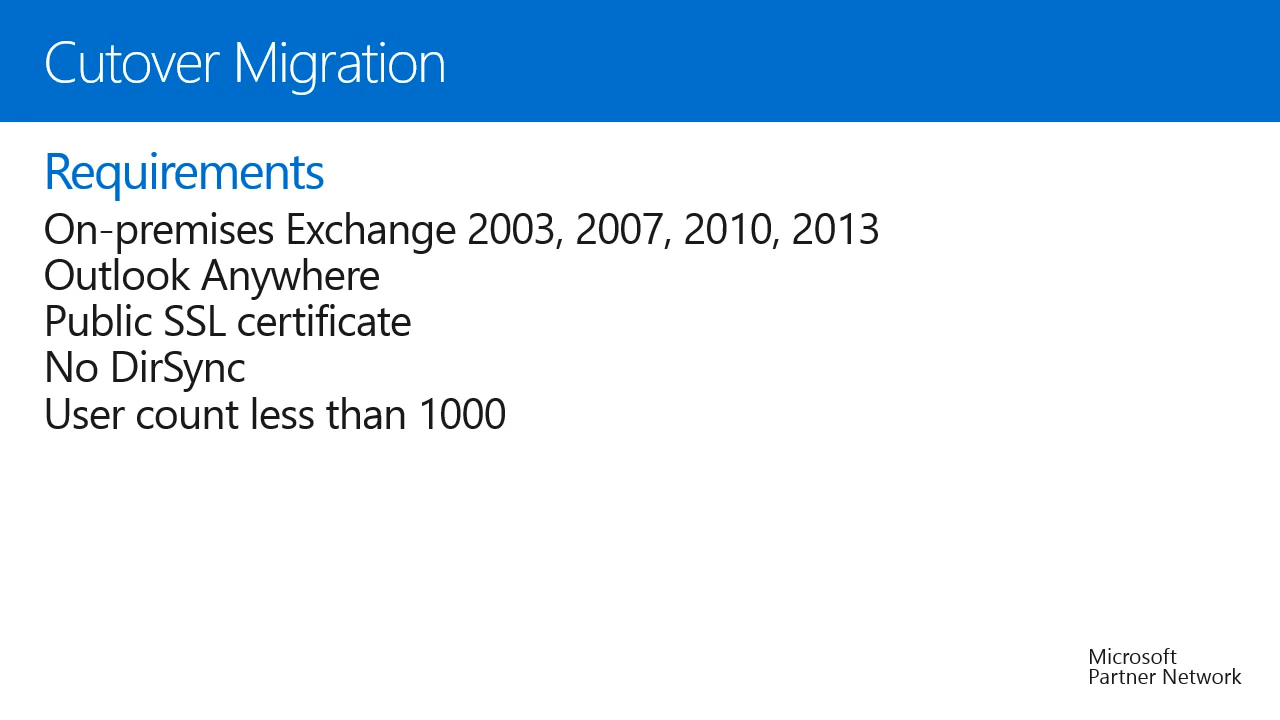 Cutover Migration
Requirements
On-premises Exchange 2003, 2007, 2010, 2013
Outlook Anywhere
Public SSL certificate
No DirSync
User count less than 1000
Microsoft
Partner Network